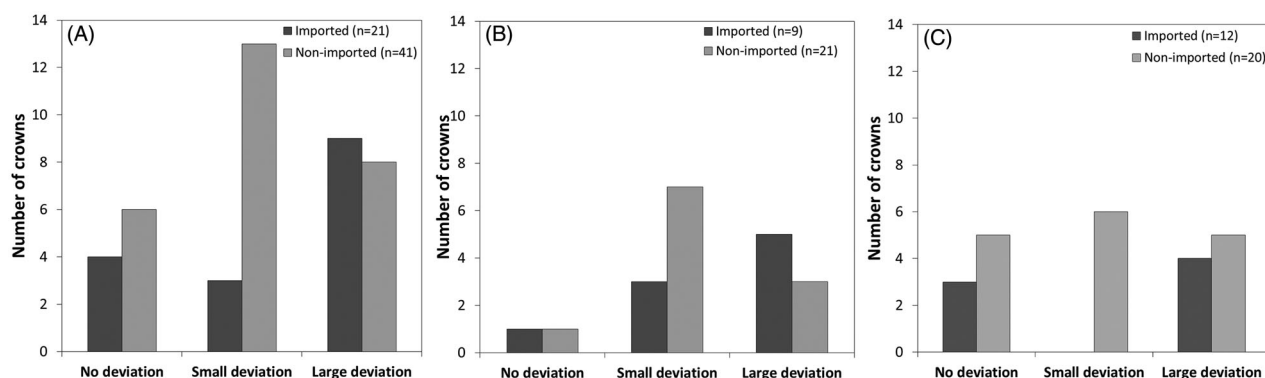 (A)
Imported (n=21)
Non-imported (n=41)
Number of crowns
14
12
10
8
6
4
2
0
No deviation
Small deviation
Large deviation
(B)
Imported (n=9)
Non-imported (n=21)
Number of crowns
14
12
10
8
6
4
2
0
No deviation
Small deviation
Large deviation
(C)
Imported (n=12)
Non-imported (n=20)
Number of crowns
14
12
10
8
6
4
2
0
No deviation
Small deviation
Large deviation